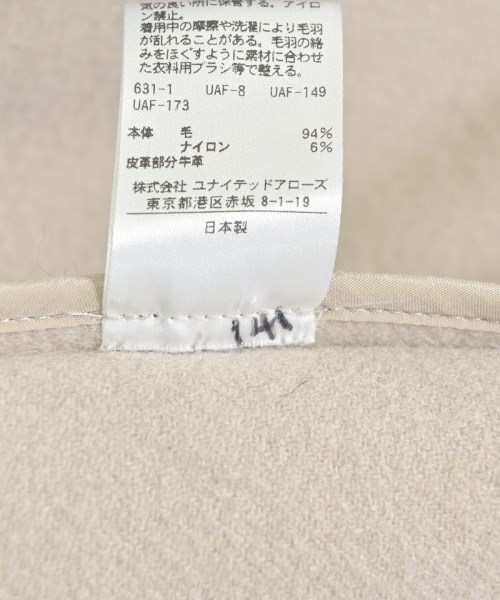 気の良い所に保管する。アイロ
ン禁止。
着用中の摩擦や洗濯により毛羽
が乱れることがある。毛羽の絡
みをほぐすように素材に合わせ
た衣料用ブラシ等で整える。
631-1 UAF-8 UAF-149
UAF-173
本体 毛 94%
ナイロン 6%
皮革部分牛革
株式会社 ユナイテッドアローズ
東京都港区赤坂 8-1-19
日本製
141